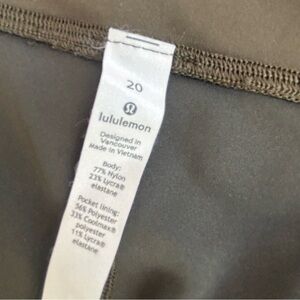 20
lululemon
Designed in
Vancouver
Made in Vietnam
Body:
77% Nylon
23% Lycra®
elastane
Pocket lining:
56% Polyester
33% Coolmax®
polyester
11% Lycra®
elastane